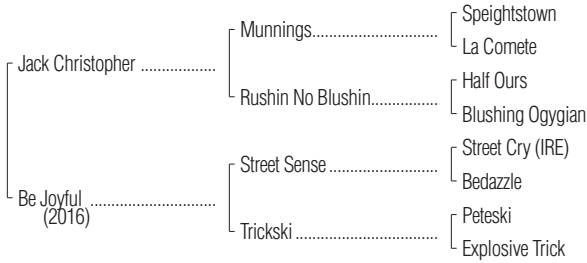 Speightstown
Munnings
La Comete
Jack Christopher
Half Ours
Rushin No Blushin
Blushing Ogygian
Street Cry (IRE)
Street Sense
Bedazzle
Be Joyful
(2016)
Peteski
Trickski
Explosive Trick